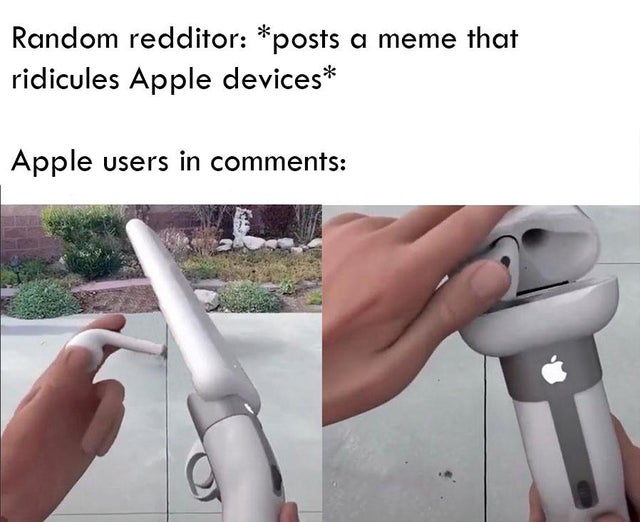 Random redditor: *posts a meme that
ridicules Apple devices*
Apple users in comments: